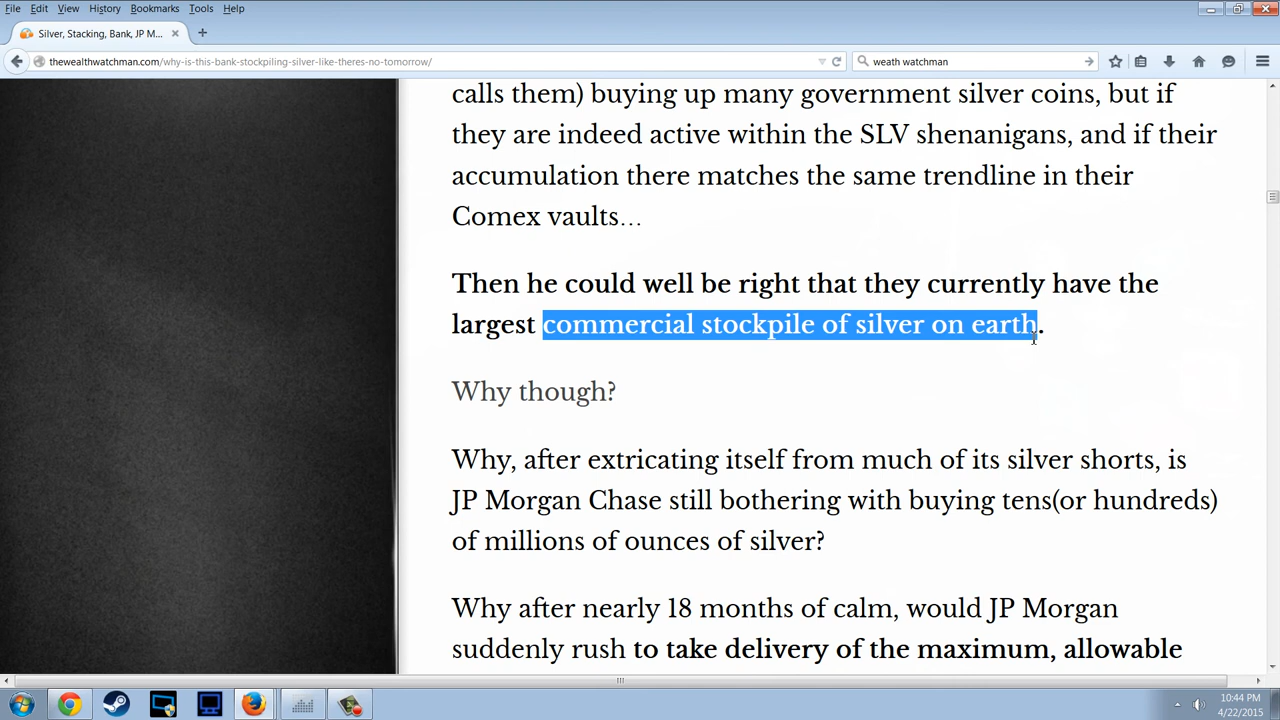 File Edit View History Bookmarks Tools Help
Silver, Stacking, Bank, JP M...
thewealthwatchman.com/why-is-this-bank-stockpiling-silver-like-theres-no-tomorrow/
weath watchman
calls them) buying up many government silver coins, but if
they are indeed active within the SLV shenanigans, and if their
accumulation there matches the same trendline in their
Comex vaults…
Then he could well be right that they currently have the
largest commercial stockpile of silver on earth.
Why though?
Why, after extricating itself from much of its silver shorts, is
JP Morgan Chase still bothering with buying tens(or hundreds)
of millions of ounces of silver?
Why after nearly 18 months of calm, would JP Morgan
suddenly rush to take delivery of the maximum, allowable
10:44 PM
4/22/2015